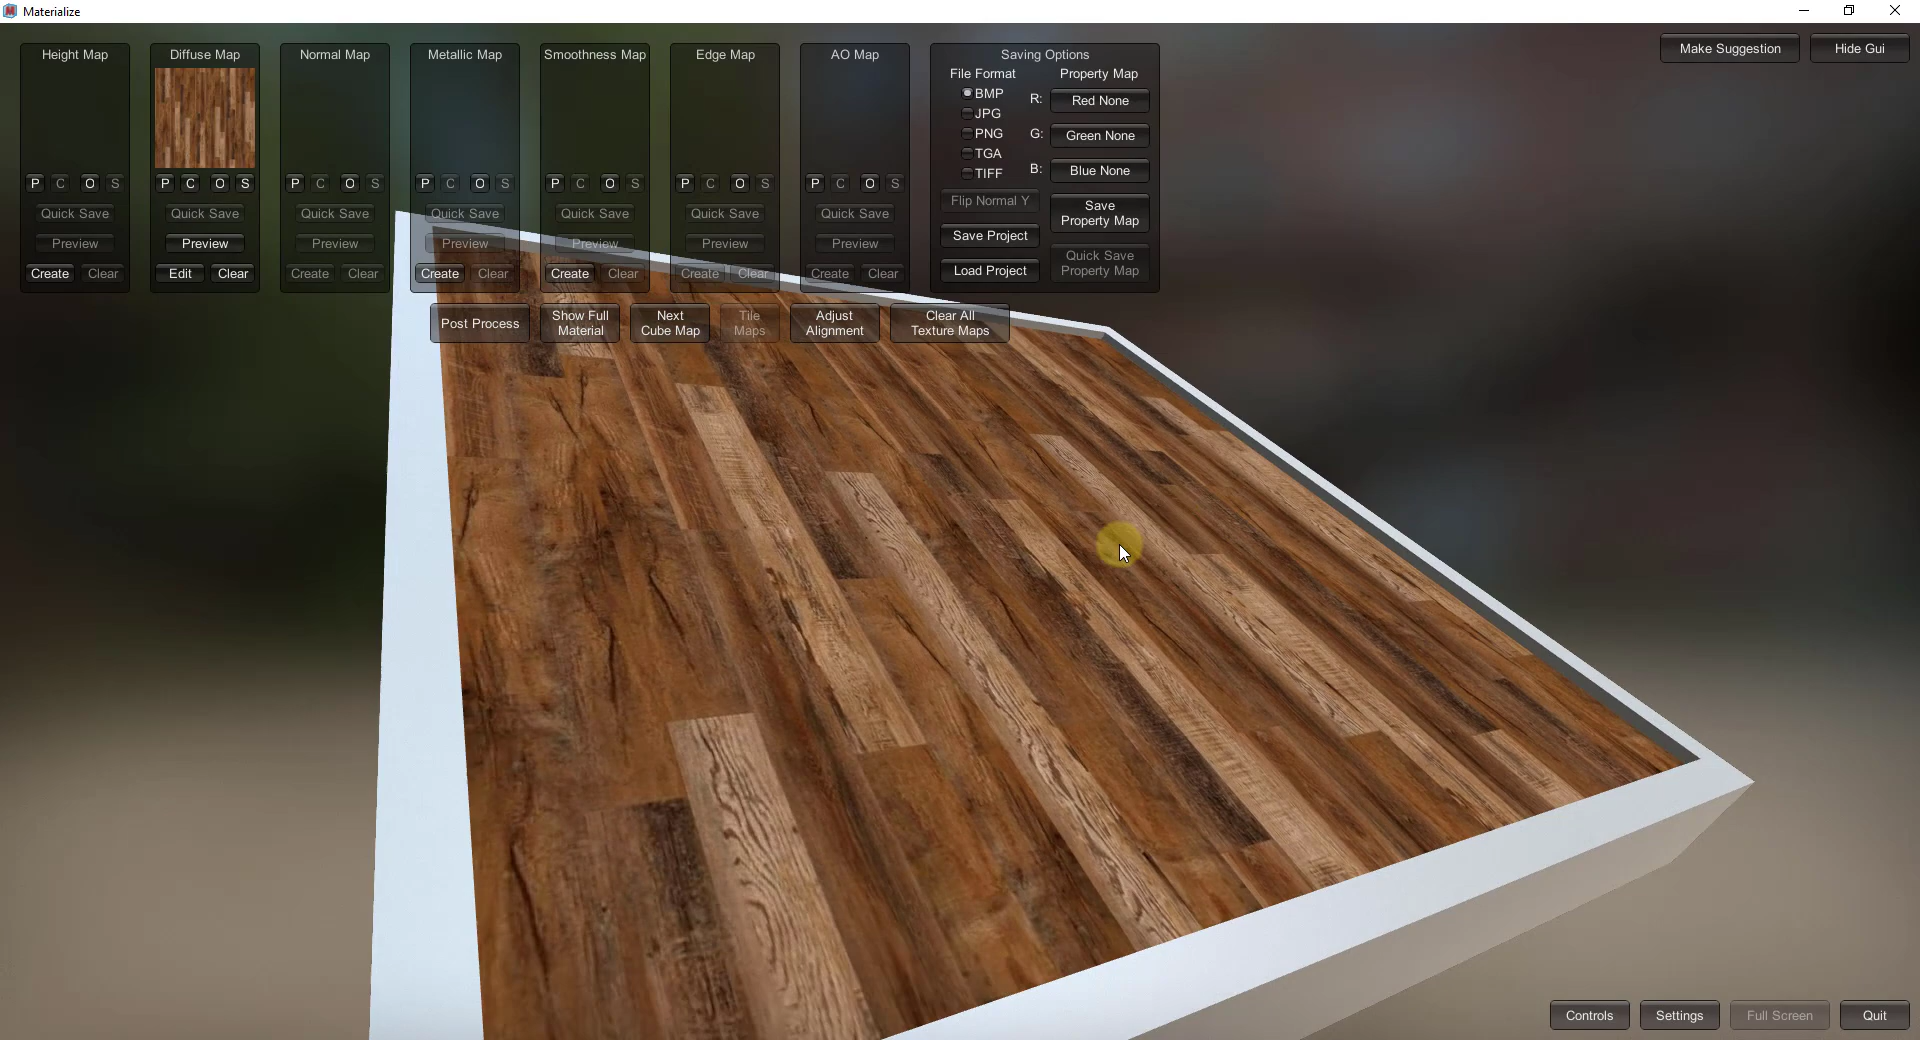 Materialize
Height Map
P C O S
Quick Save
Preview
Create Clear
Diffuse Map
P C O S
Quick Save
Preview
Edit Clear
Normal Map
P C O S
Quick Save
Preview
Create Clear
Metallic Map
P C O S
Quick Save
Preview
Create Clear
Smoothness Map
P C O S
Quick Save
Preview
Create Clear
Edge Map
P C O S
Quick Save
Preview
Create Clear
AO Map
P C O S
Quick Save
Preview
Create Clear
Saving Options
File Format
BMP
JPG
PNG
TGA
TIFF
Flip Normal Y
Save Project
Load Project
Property Map
R: Red None
G: Green None
B: Blue None
Save
Property Map
Quick Save
Property Map
Make Suggestion
Hide Gui
Post Process
Show Full
Material
Next
Cube Map
Tile
Maps
Adjust
Alignment
Clear All
Texture Maps
Controls
Settings
Full Screen
Quit